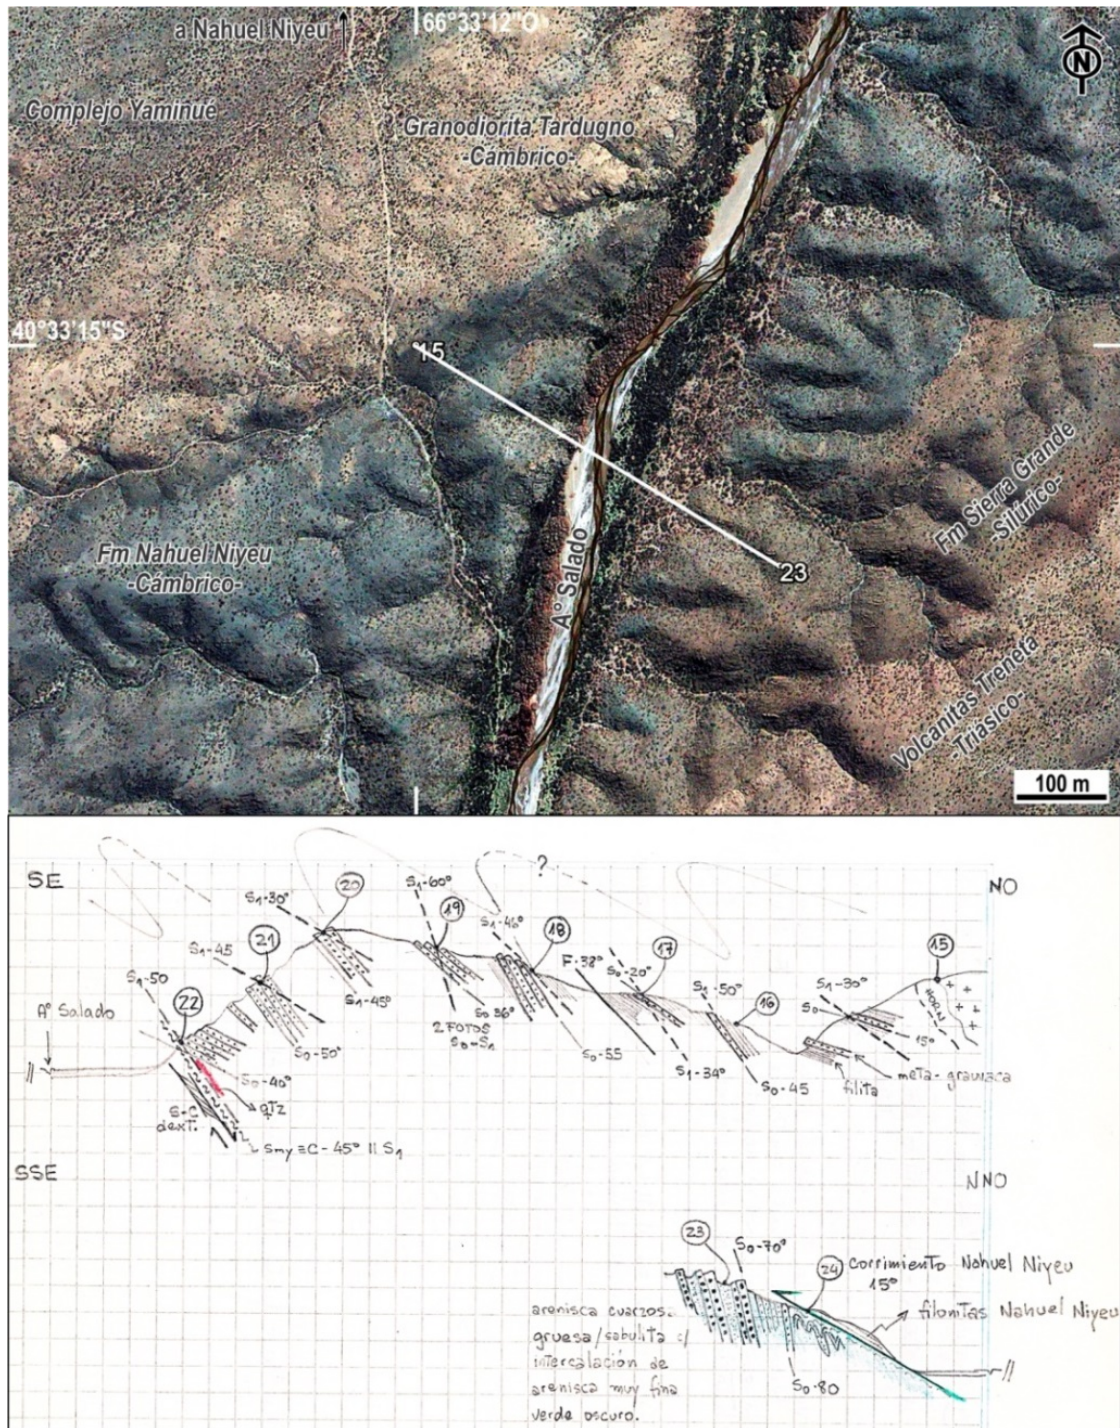 a Nahuel Niyeu
66°33'12"O
N
Complejo Yaminué
Granodiorita Tardugno
-Cámbrico-
40°33'15"S
15
Fm Sierra Grande
-Silúrico-
Fm Nahuel Niyeu
-Cámbrico-
23
A° Salado
Volcanitas Treneta
-Triásico-
100 m
SE
?
NO
S1-30°
20
S1-60°
19
S1-46°
18
S1-45
21
F-38°
S0-20°
17
15
S1-50
22
S1-50°
16
S1-30°
HORN
A° Salado
S0
15°
S1-45°
S0 36°
2 FOTOS
S0=S1
S0-50°
S0-55
S1-34°
meta-grauvaca
S0-40°
S0-45
filita
qtz
S-C
dext.
Smy≡C-45° || S1
SSE
NNO
23
S0-70°
24
corrimiento Nahuel Niyeu
15°
filonitas Nahuel Niyeu
arenisca cuarzos.
gruesa/sabulita c/
intercalación de
arenisca muy fina
verde oscuro.
S0-80